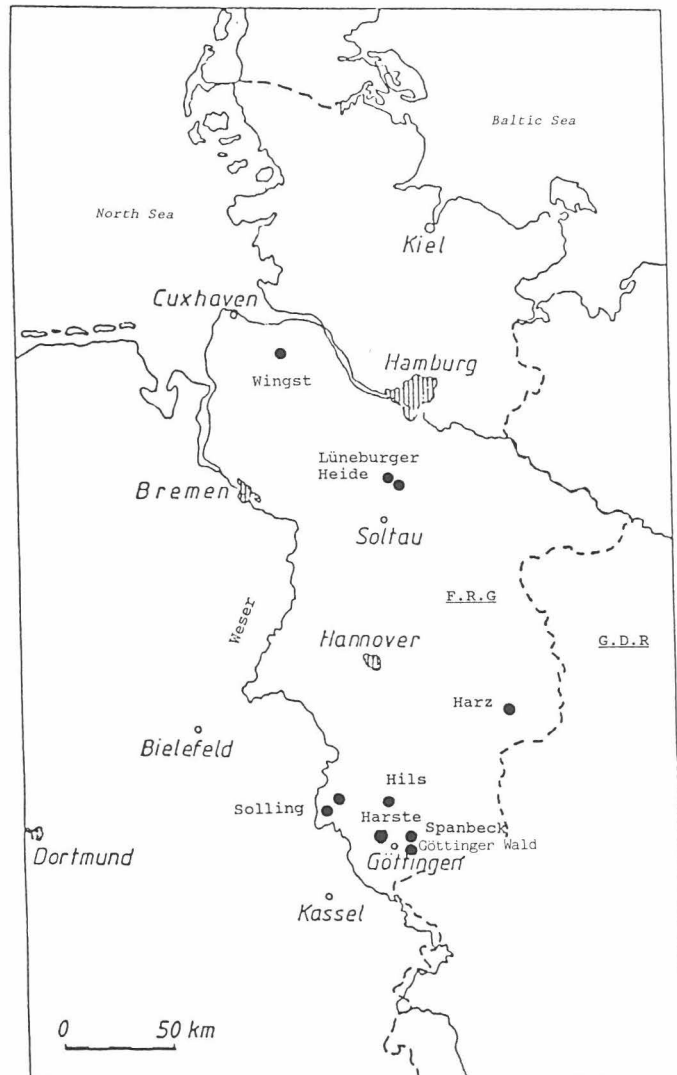 Baltic Sea
North Sea
Kiel
Cuxhaven
Wingst
Hamburg
Lüneburger
Heide
Bremen
Soltau
F.R.G
Weser
G.D.R
Hannover
Harz
Bielefeld
Hils
Solling
Harste
Spanbeck
Göttinger Wald
Dortmund
Göttingen
Kassel
0 50 km